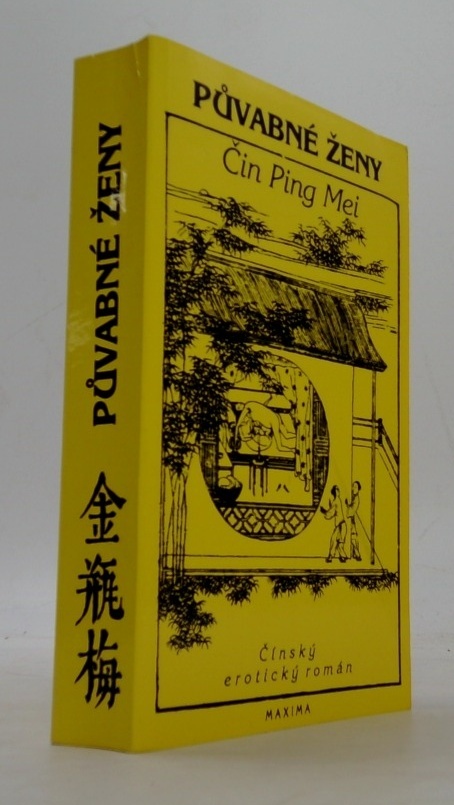 PŮVABNÉ ŽENY
金瓶梅
PŮVABNÉ ŽENY
Čin Ping Mei
Čínský
erotický román
MAXIMA